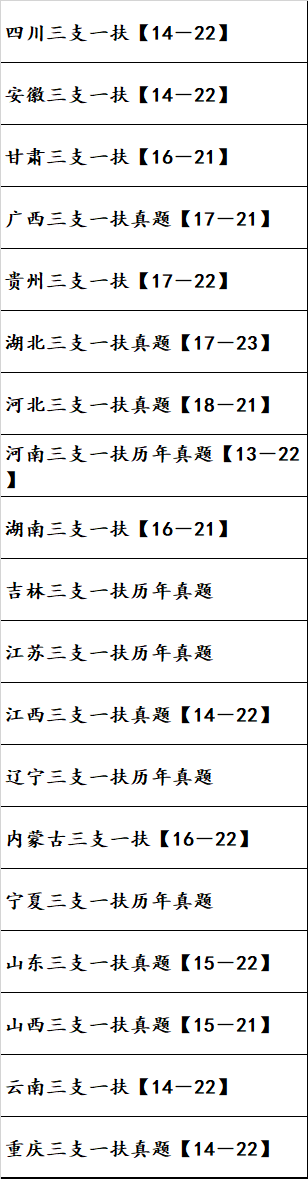 四川三支一扶【14－22】
安徽三支一扶【14－22】
甘肃三支一扶【16－21】
广西三支一扶真题【17－21】
贵州三支一扶【17－22】
湖北三支一扶真题【17－23】
河北三支一扶真题【18－21】
河南三支一扶历年真题【13－22
】
湖南三支一扶【16－21】
吉林三支一扶历年真题
江苏三支一扶历年真题
江西三支一扶真题【14－22】
辽宁三支一扶历年真题
内蒙古三支一扶【16－22】
宁夏三支一扶历年真题
山东三支一扶真题【15－22】
山西三支一扶真题【15－21】
云南三支一扶【14－22】
重庆三支一扶真题【14－22】